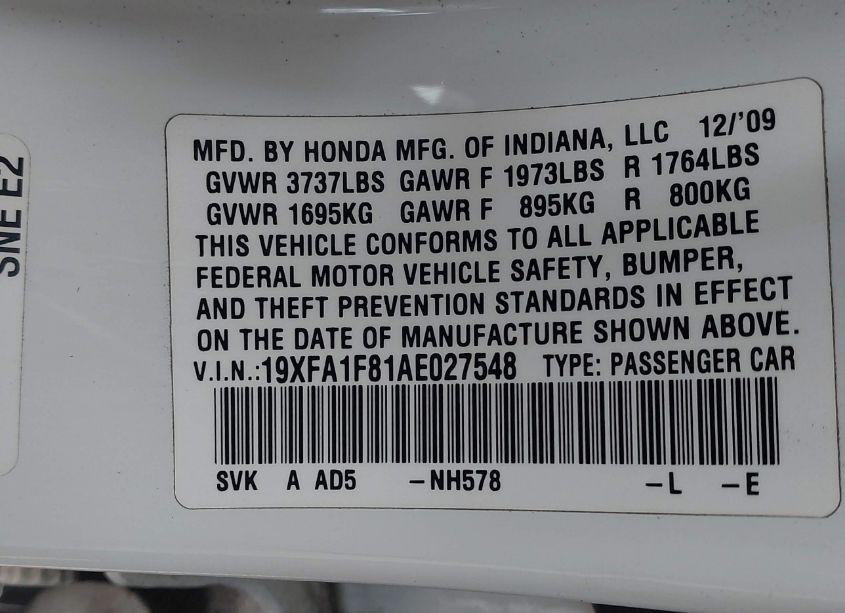 MFD. BY HONDA MFG. OF INDIANA, LLC 12/'09
GVWR 3737LBS GAWR F 1973LBS R 1764LBS
GVWR 1695KG GAWR F 895KG R 800KG
THIS VEHICLE CONFORMS TO ALL APPLICABLE
FEDERAL MOTOR VEHICLE SAFETY, BUMPER,
AND THEFT PREVENTION STANDARDS IN EFFECT
ON THE DATE OF MANUFACTURE SHOWN ABOVE.
V.I.N.:19XFA1F81AE027548 TYPE: PASSENGER CAR
SVK A AD5 -NH578 -L -E
SNE E2